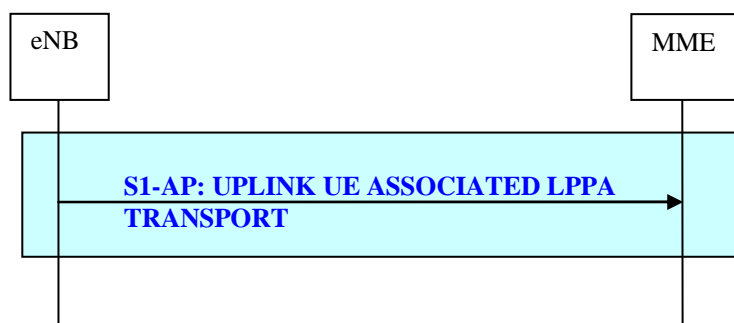 eNB
MME
S1-AP: UPLINK UE ASSOCIATED LPPA
TRANSPORT